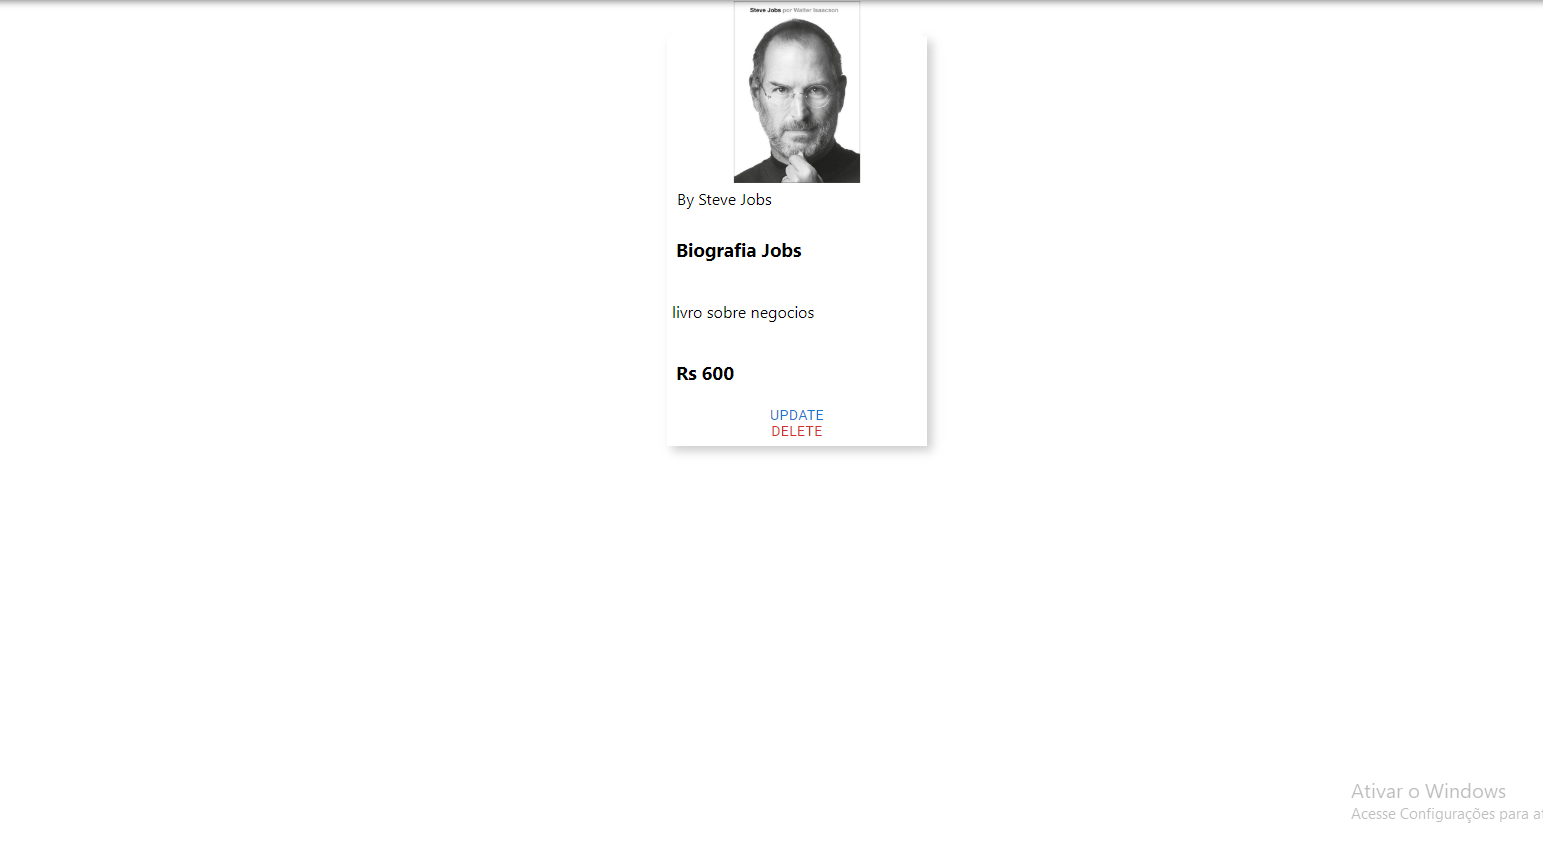 Steve Jobs por Walter Isaacson
By Steve Jobs
Biografia Jobs
livro sobre negocios
Rs 600
UPDATE
DELETE
Ativar o Windows
Acesse Configurações para at